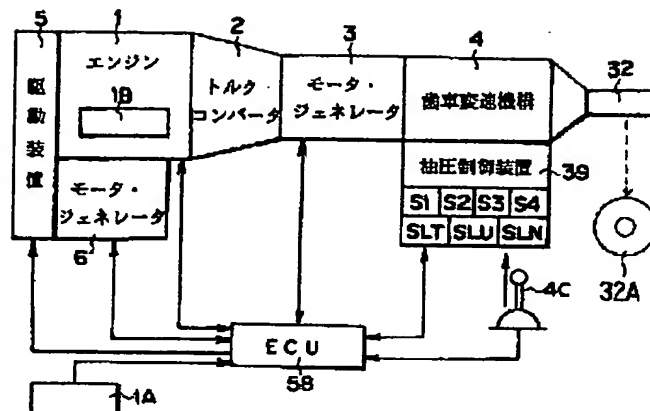 5 1 2 3 4
エンジン
1B
トルク
コンバータ
モータ・
ジェネレータ
歯車変速機構
32
駆動装置
モータ・
ジェネレータ
6
油圧制御装置
39
S1 S2 S3 S4
SLT SLU SLN
4C
32A
ECU
58
1A